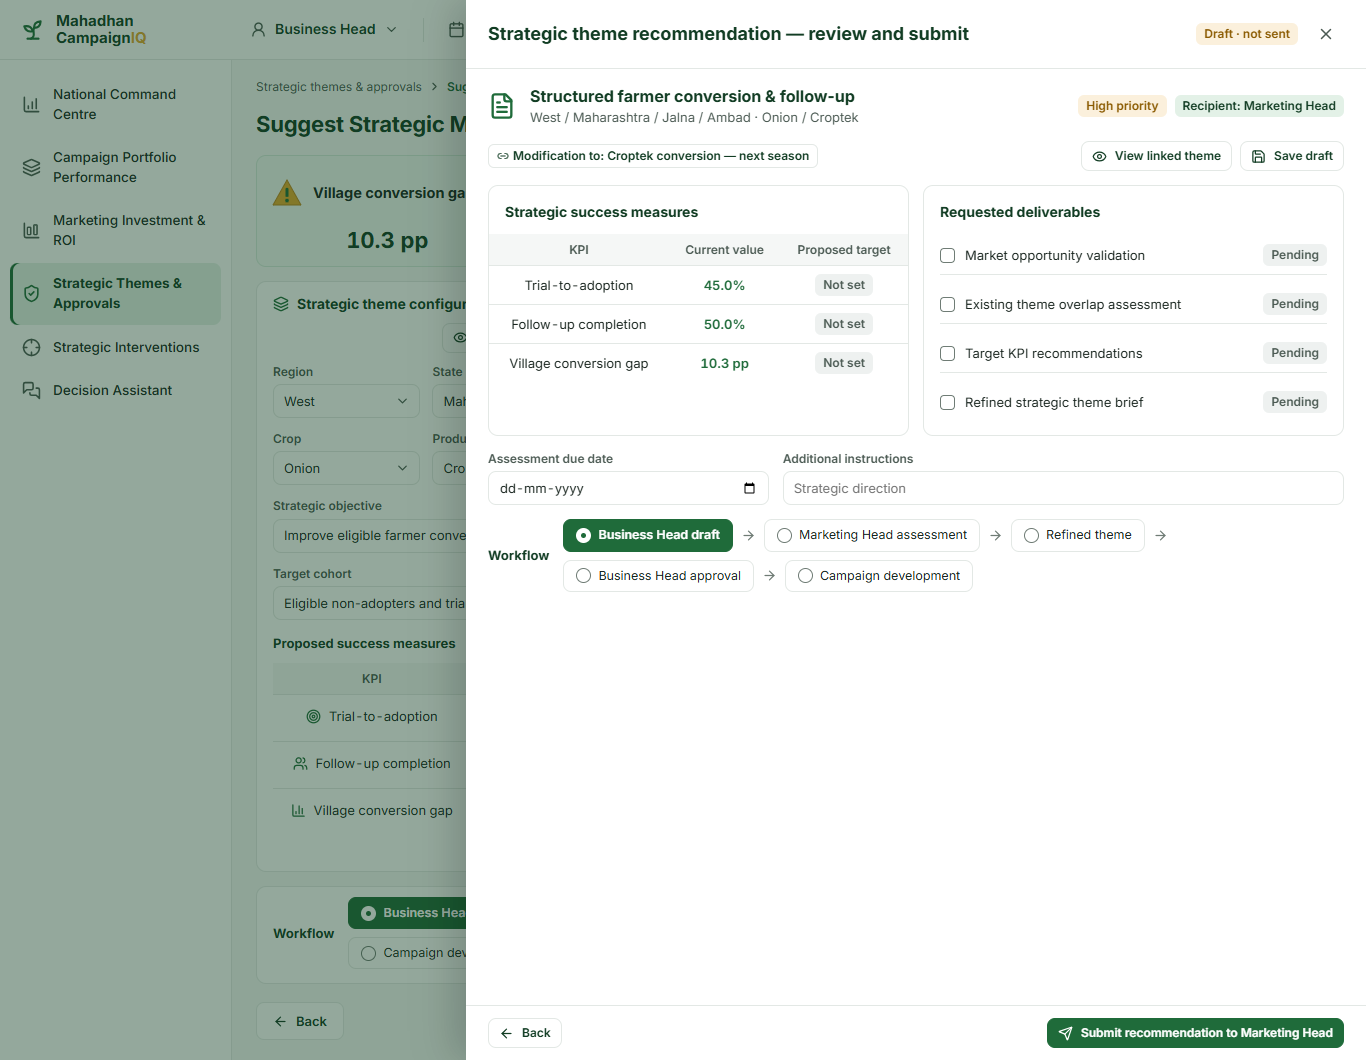 Mahadhan
CampaignIQ
Business Head
National Command
Centre
Campaign Portfolio
Performance
Marketing Investment &
ROI
Strategic Themes &
Approvals
Strategic Interventions
Decision Assistant
Strategic themes & approvals
Suggest Strategic
Village conversion
10.3 pp
Strategic theme
Region
State
West
Crop
Onion
Strategic objective
Improve eligible farmer
Target cohort
Eligible non-adopters and
Proposed success measures
KPI
Trial-to-adoption
Follow-up completion
Village conversion gap
Workflow
Business
Campaign
Back
Strategic theme recommendation — review and submit
Draft · not sent
Structured farmer conversion & follow-up
West / Maharashtra / Jalna / Ambad · Onion / Croptek
High priority
Recipient: Marketing Head
Modification to: Croptek conversion — next season
View linked theme
Save draft
Strategic success measures
KPI Current value Proposed target
Trial-to-adoption 45.0% Not set
Follow-up completion 50.0% Not set
Village conversion gap 10.3 pp Not set
Requested deliverables
Market opportunity validation Pending
Existing theme overlap assessment Pending
Target KPI recommendations Pending
Refined strategic theme brief Pending
Assessment due date
dd-mm-yyyy
Additional instructions
Strategic direction
Workflow
Business Head draft
Marketing Head assessment
Refined theme
Business Head approval
Campaign development
Back
Submit recommendation to Marketing Head